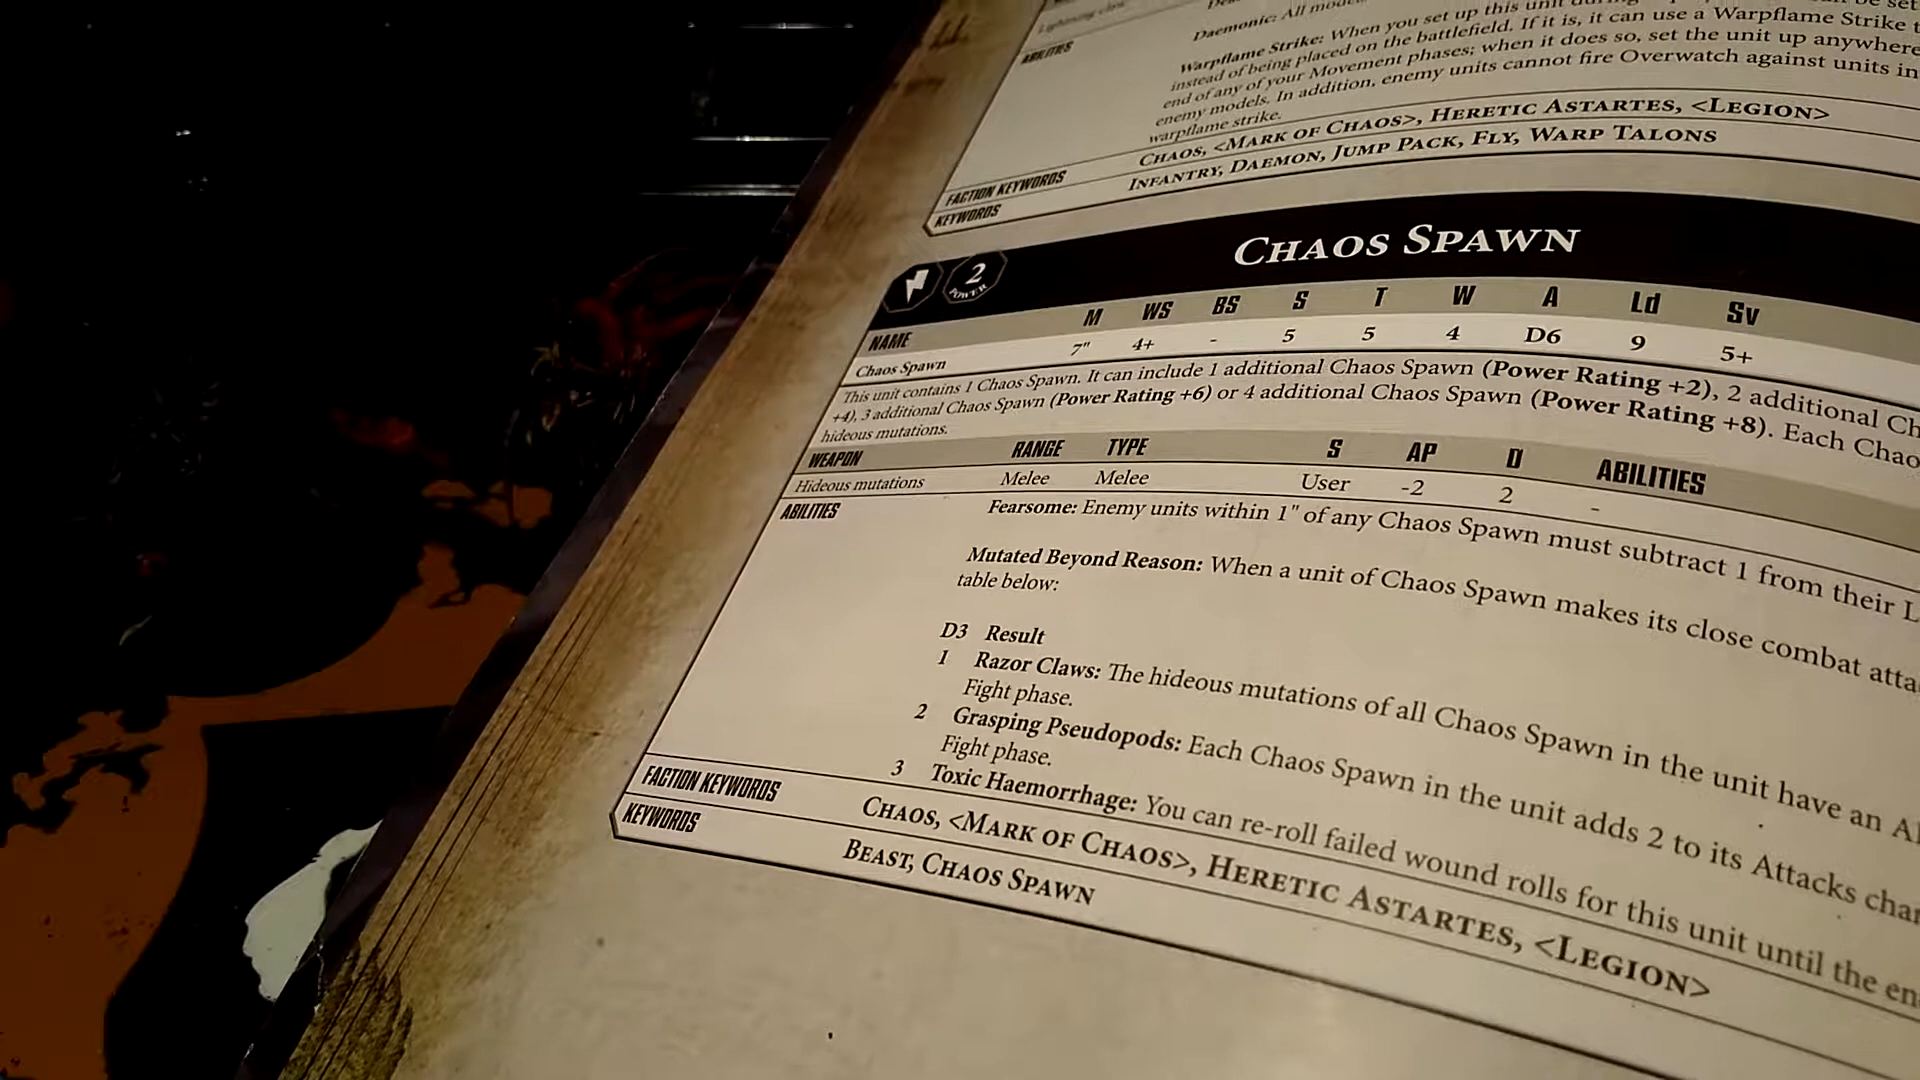 Lightning claw
ABILITIES
Daemonic: All
Warpflame Strike: When you set up this unit
instead of being placed on the battlefield. If it is, it can use a Warpflame Strike
end of any of your Movement phases; when it does so, set the unit up anywhere
enemy models. In addition, enemy units cannot fire Overwatch against units in
warpflame strike.
FACTION KEYWORDS CHAOS, <MARK OF CHAOS>, HERETIC ASTARTES, <LEGION>
KEYWORDS INFANTRY, DAEMON, JUMP PACK, FLY, WARP TALONS
2 POWER CHAOS SPAWN
NAME M WS BS S T W A Ld Sv
Chaos Spawn 7" 4+ - 5 5 4 D6 9 5+
This unit contains 1 Chaos Spawn. It can include 1 additional Chaos Spawn (Power Rating +2), 2 additional Ch
+4), 3 additional Chaos Spawn (Power Rating +6) or 4 additional Chaos Spawn (Power Rating +8). Each Chao
hideous mutations.
WEAPON RANGE TYPE S AP D ABILITIES
Hideous mutations Melee Melee User -2 2 -
ABILITIES Fearsome: Enemy units within 1" of any Chaos Spawn must subtract 1 from their L
Mutated Beyond Reason: When a unit of Chaos Spawn makes its close combat atta
table below:
D3 Result
1 Razor Claws: The hideous mutations of all Chaos Spawn in the unit have an A
Fight phase.
2 Grasping Pseudopods: Each Chaos Spawn in the unit adds 2 to its Attacks char
Fight phase.
3 Toxic Haemorrhage: You can re-roll failed wound rolls for this unit until the en
FACTION KEYWORDS CHAOS, <MARK OF CHAOS>, HERETIC ASTARTES, <LEGION>
KEYWORDS BEAST, CHAOS SPAWN